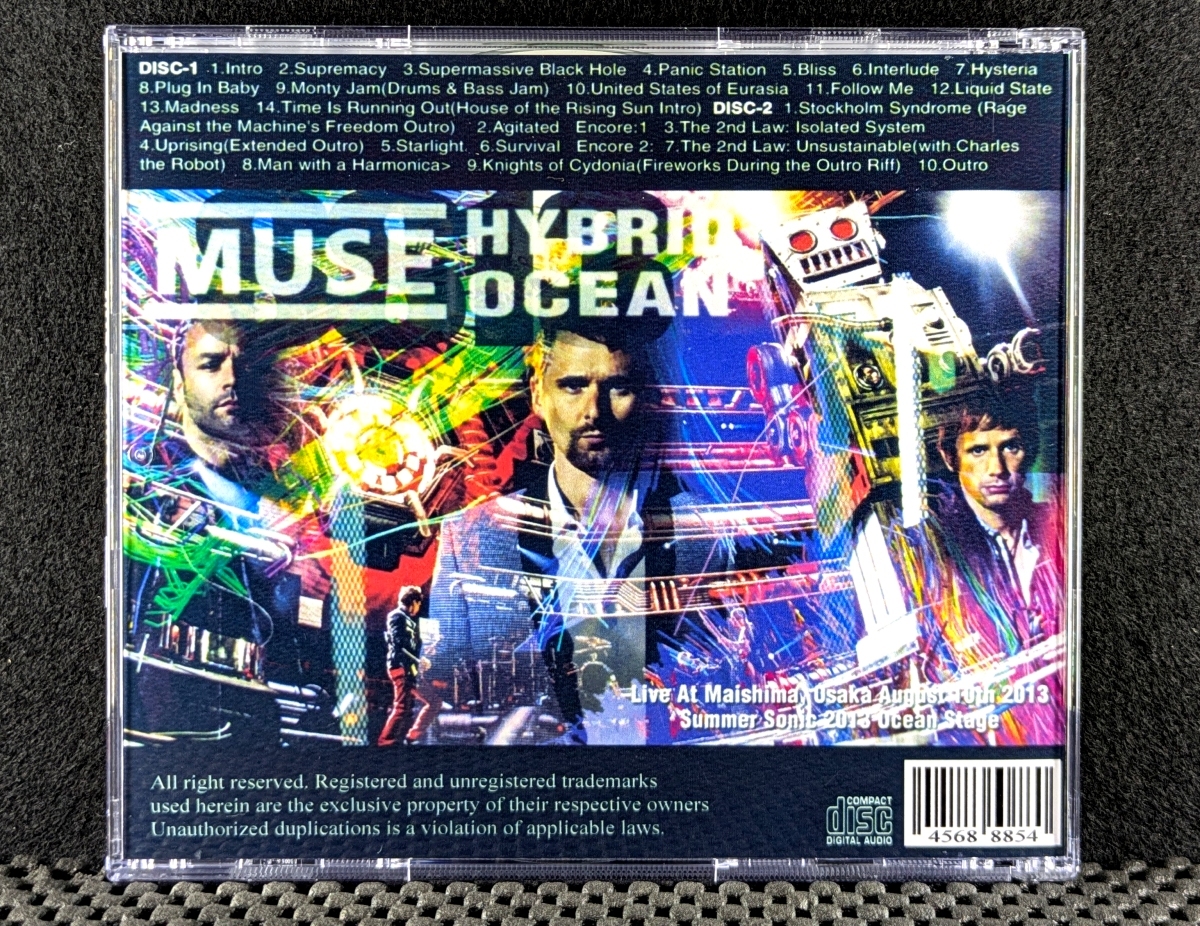 DISC-1 1.Intro 2.Supremacy 3.Supermassive Black Hole 4.Panic Station 5.Bliss 6.Interlude 7.Hysteria
8.Plug In Baby 9.Monty Jam(Drums & Bass Jam) 10.United States of Eurasia 11.Follow Me 12.Liquid State
13.Madness 14.Time Is Running Out(House of the Rising Sun Intro) DISC-2 1.Stockholm Syndrome (Rage
Against the Machine's Freedom Outro) 2.Agitated Encore:1 3.The 2nd Law: Isolated System
4.Uprising(Extended Outro) 5.Starlight. 6.Survival Encore 2: 7.The 2nd Law: Unsustainable(with Charles
the Robot) 8.Man with a Harmonica> 9.Knights of Cydonia(Fireworks During the Outro Riff) 10.Outro
MUSE HYBRID
OCEAN
Live At Maishima, Osaka August 10th 2013
Summer Sonic 2013 Ocean Stage
All right reserved. Registered and unregistered trademarks
used herein are the exclusive property of their respective owners
Unauthorized duplications is a violation of applicable laws.
COMPACT
disc
DIGITAL AUDIO
4568 8854